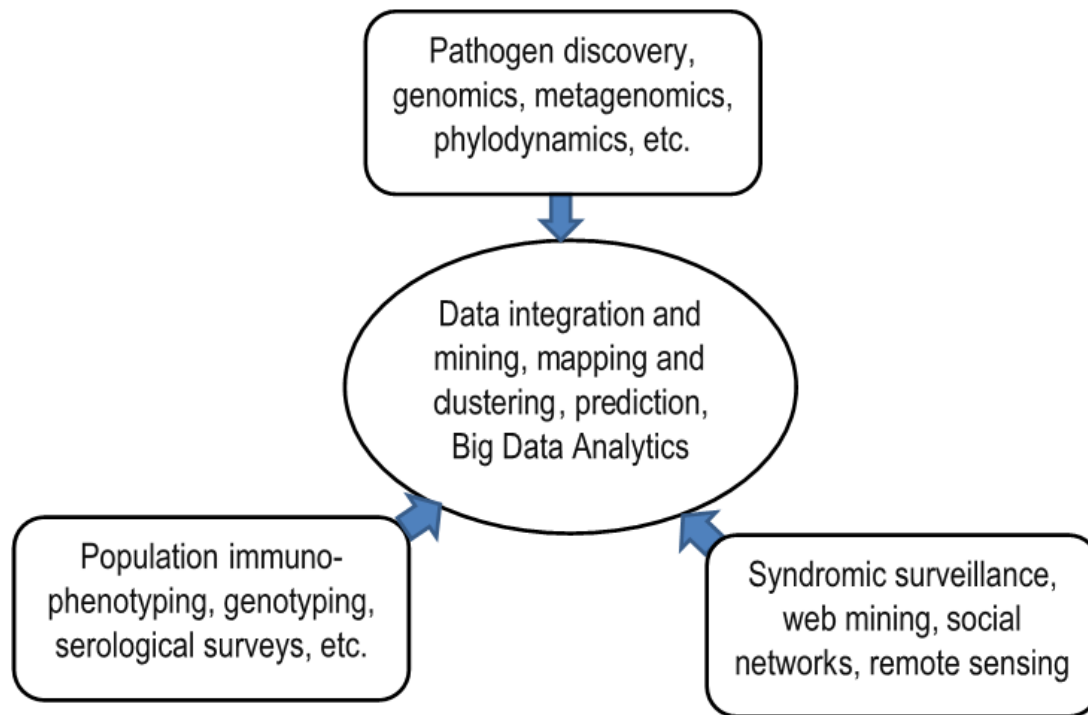 Pathogen discovery,
genomics, metagenomics,
phylodynamics, etc.
Data integration and
mining, mapping and
dustering, prediction,
Big Data Analytics
Population immuno-
phenotyping, genotyping,
serological surveys, etc.
Syndromic surveillance,
web mining, social
networks, remote sensing